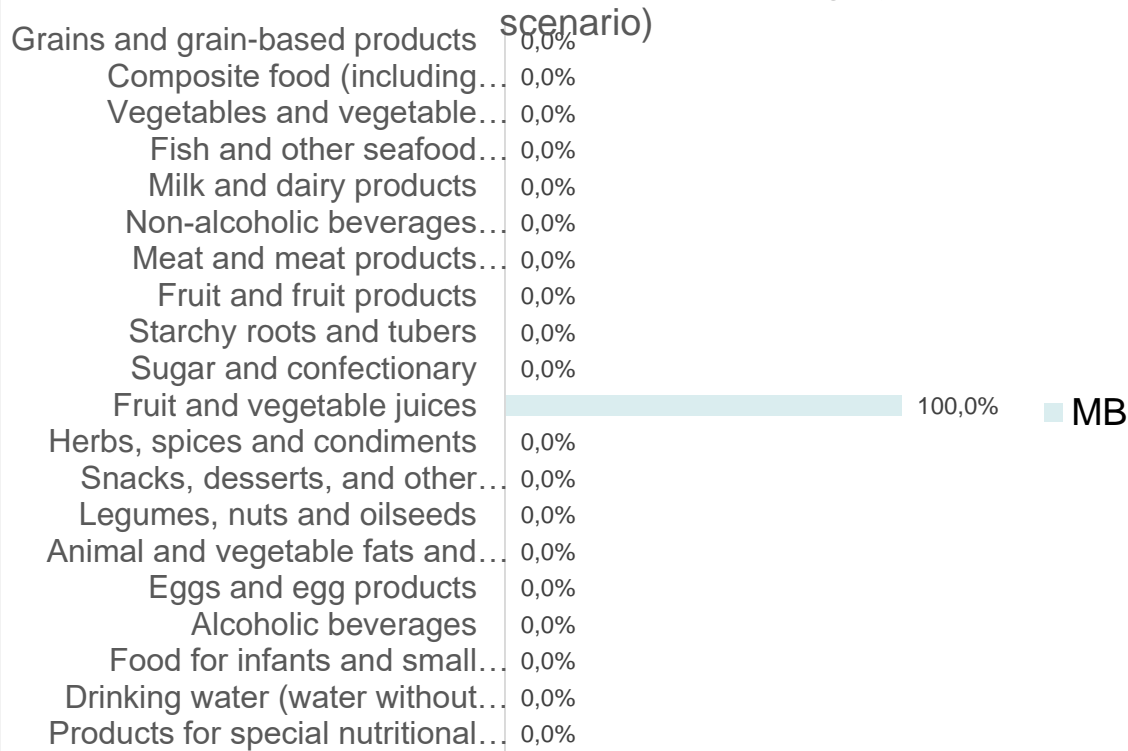 scenario)
Grains and grain-based products 0,0%
Composite food (including… 0,0%
Vegetables and vegetable… 0,0%
Fish and other seafood… 0,0%
Milk and dairy products 0,0%
Non-alcoholic beverages… 0,0%
Meat and meat products… 0,0%
Fruit and fruit products 0,0%
Starchy roots and tubers 0,0%
Sugar and confectionary 0,0%
Fruit and vegetable juices 100,0% MB
Herbs, spices and condiments 0,0%
Snacks, desserts, and other… 0,0%
Legumes, nuts and oilseeds 0,0%
Animal and vegetable fats and… 0,0%
Eggs and egg products 0,0%
Alcoholic beverages 0,0%
Food for infants and small… 0,0%
Drinking water (water without… 0,0%
Products for special nutritional… 0,0%